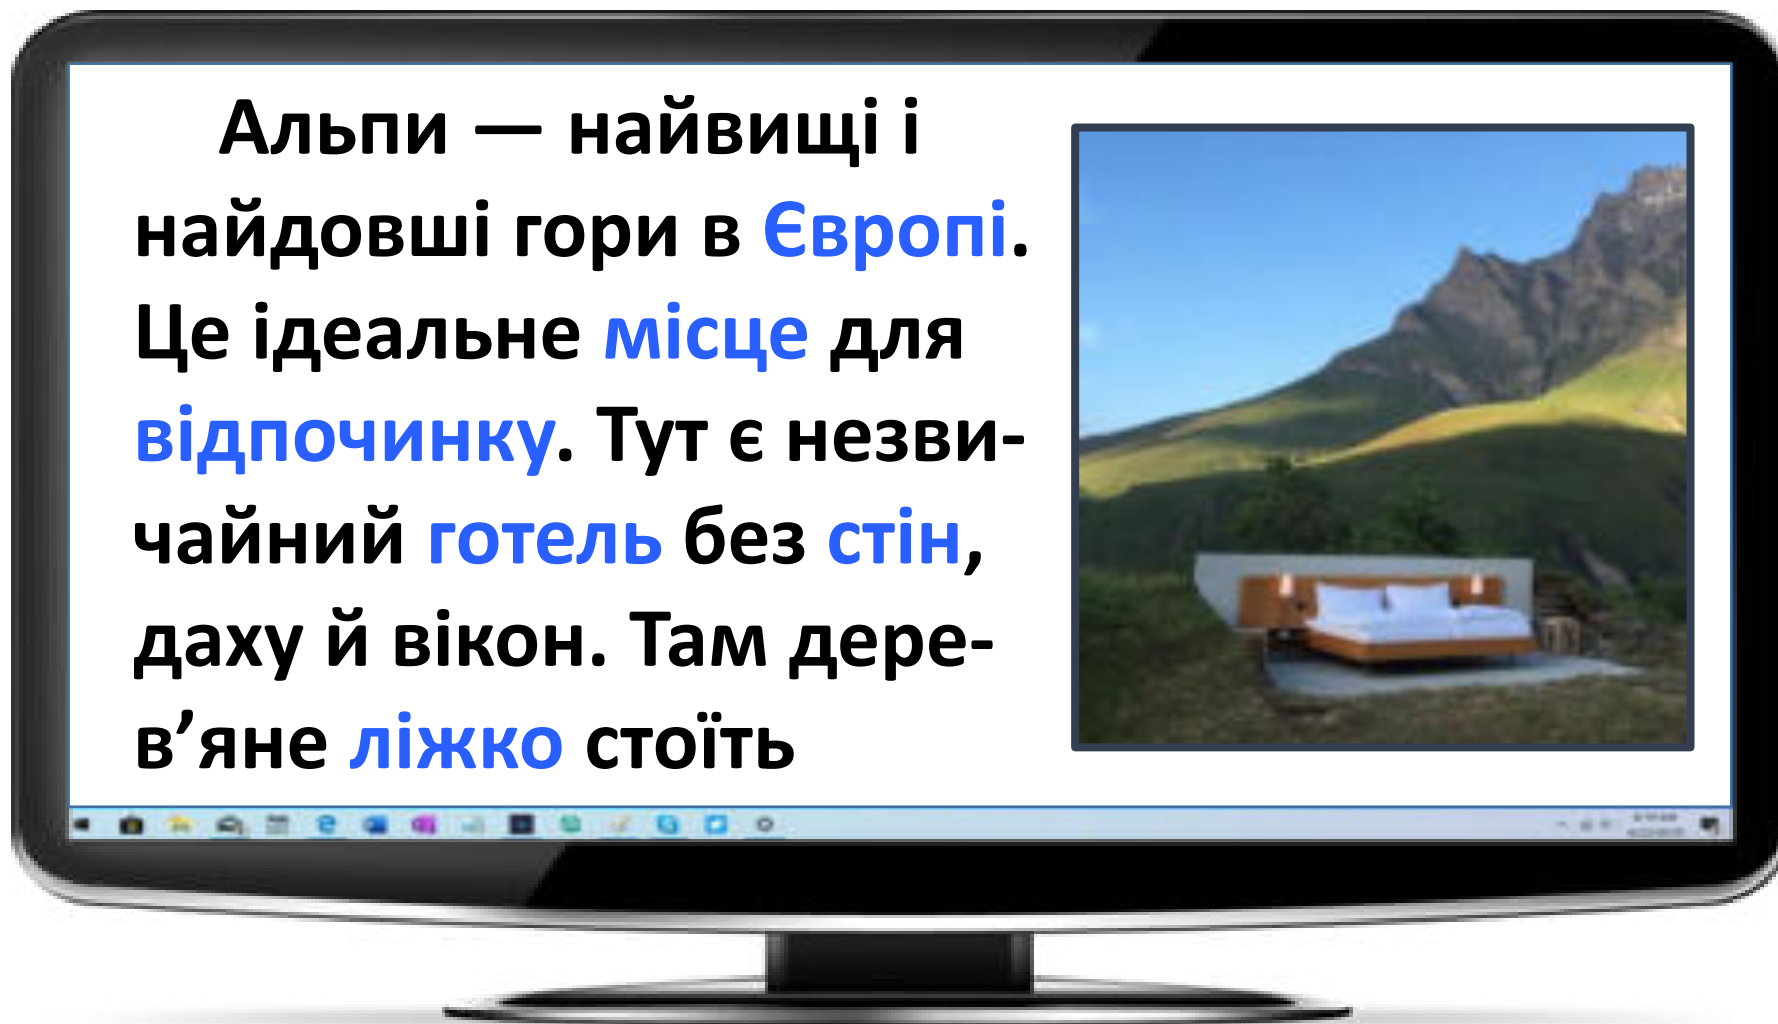 Альпи — найвищі і
найдовші гори в Європі.
Це ідеальне місце для
відпочинку. Тут є незви-
чайний готель без стін,
даху й вікон. Там дере-
в’яне ліжко стоїть